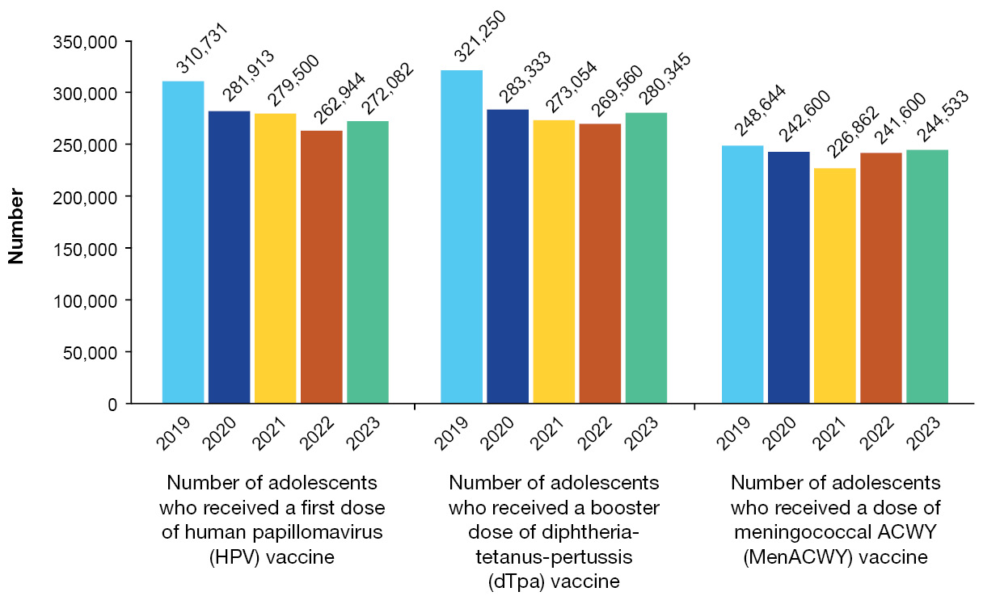 Number
350,000
300,000
250,000
200,000
150,000
100,000
50,000
0
310,731
281,913
279,500
262,944
272,082
321,250
283,333
273,054
269,560
280,345
248,644
242,600
226,862
241,600
244,533
2019
2020
2021
2022
2023
2019
2020
2021
2022
2023
2019
2020
2021
2022
2023
Number of adolescents
who received a first dose
of human papillomavirus
(HPV) vaccine
Number of adolescents
who received a booster
dose of diphtheria-
tetanus-pertussis
(dTpa) vaccine
Number of adolescents
who received a dose of
meningococcal ACWY
(MenACWY) vaccine